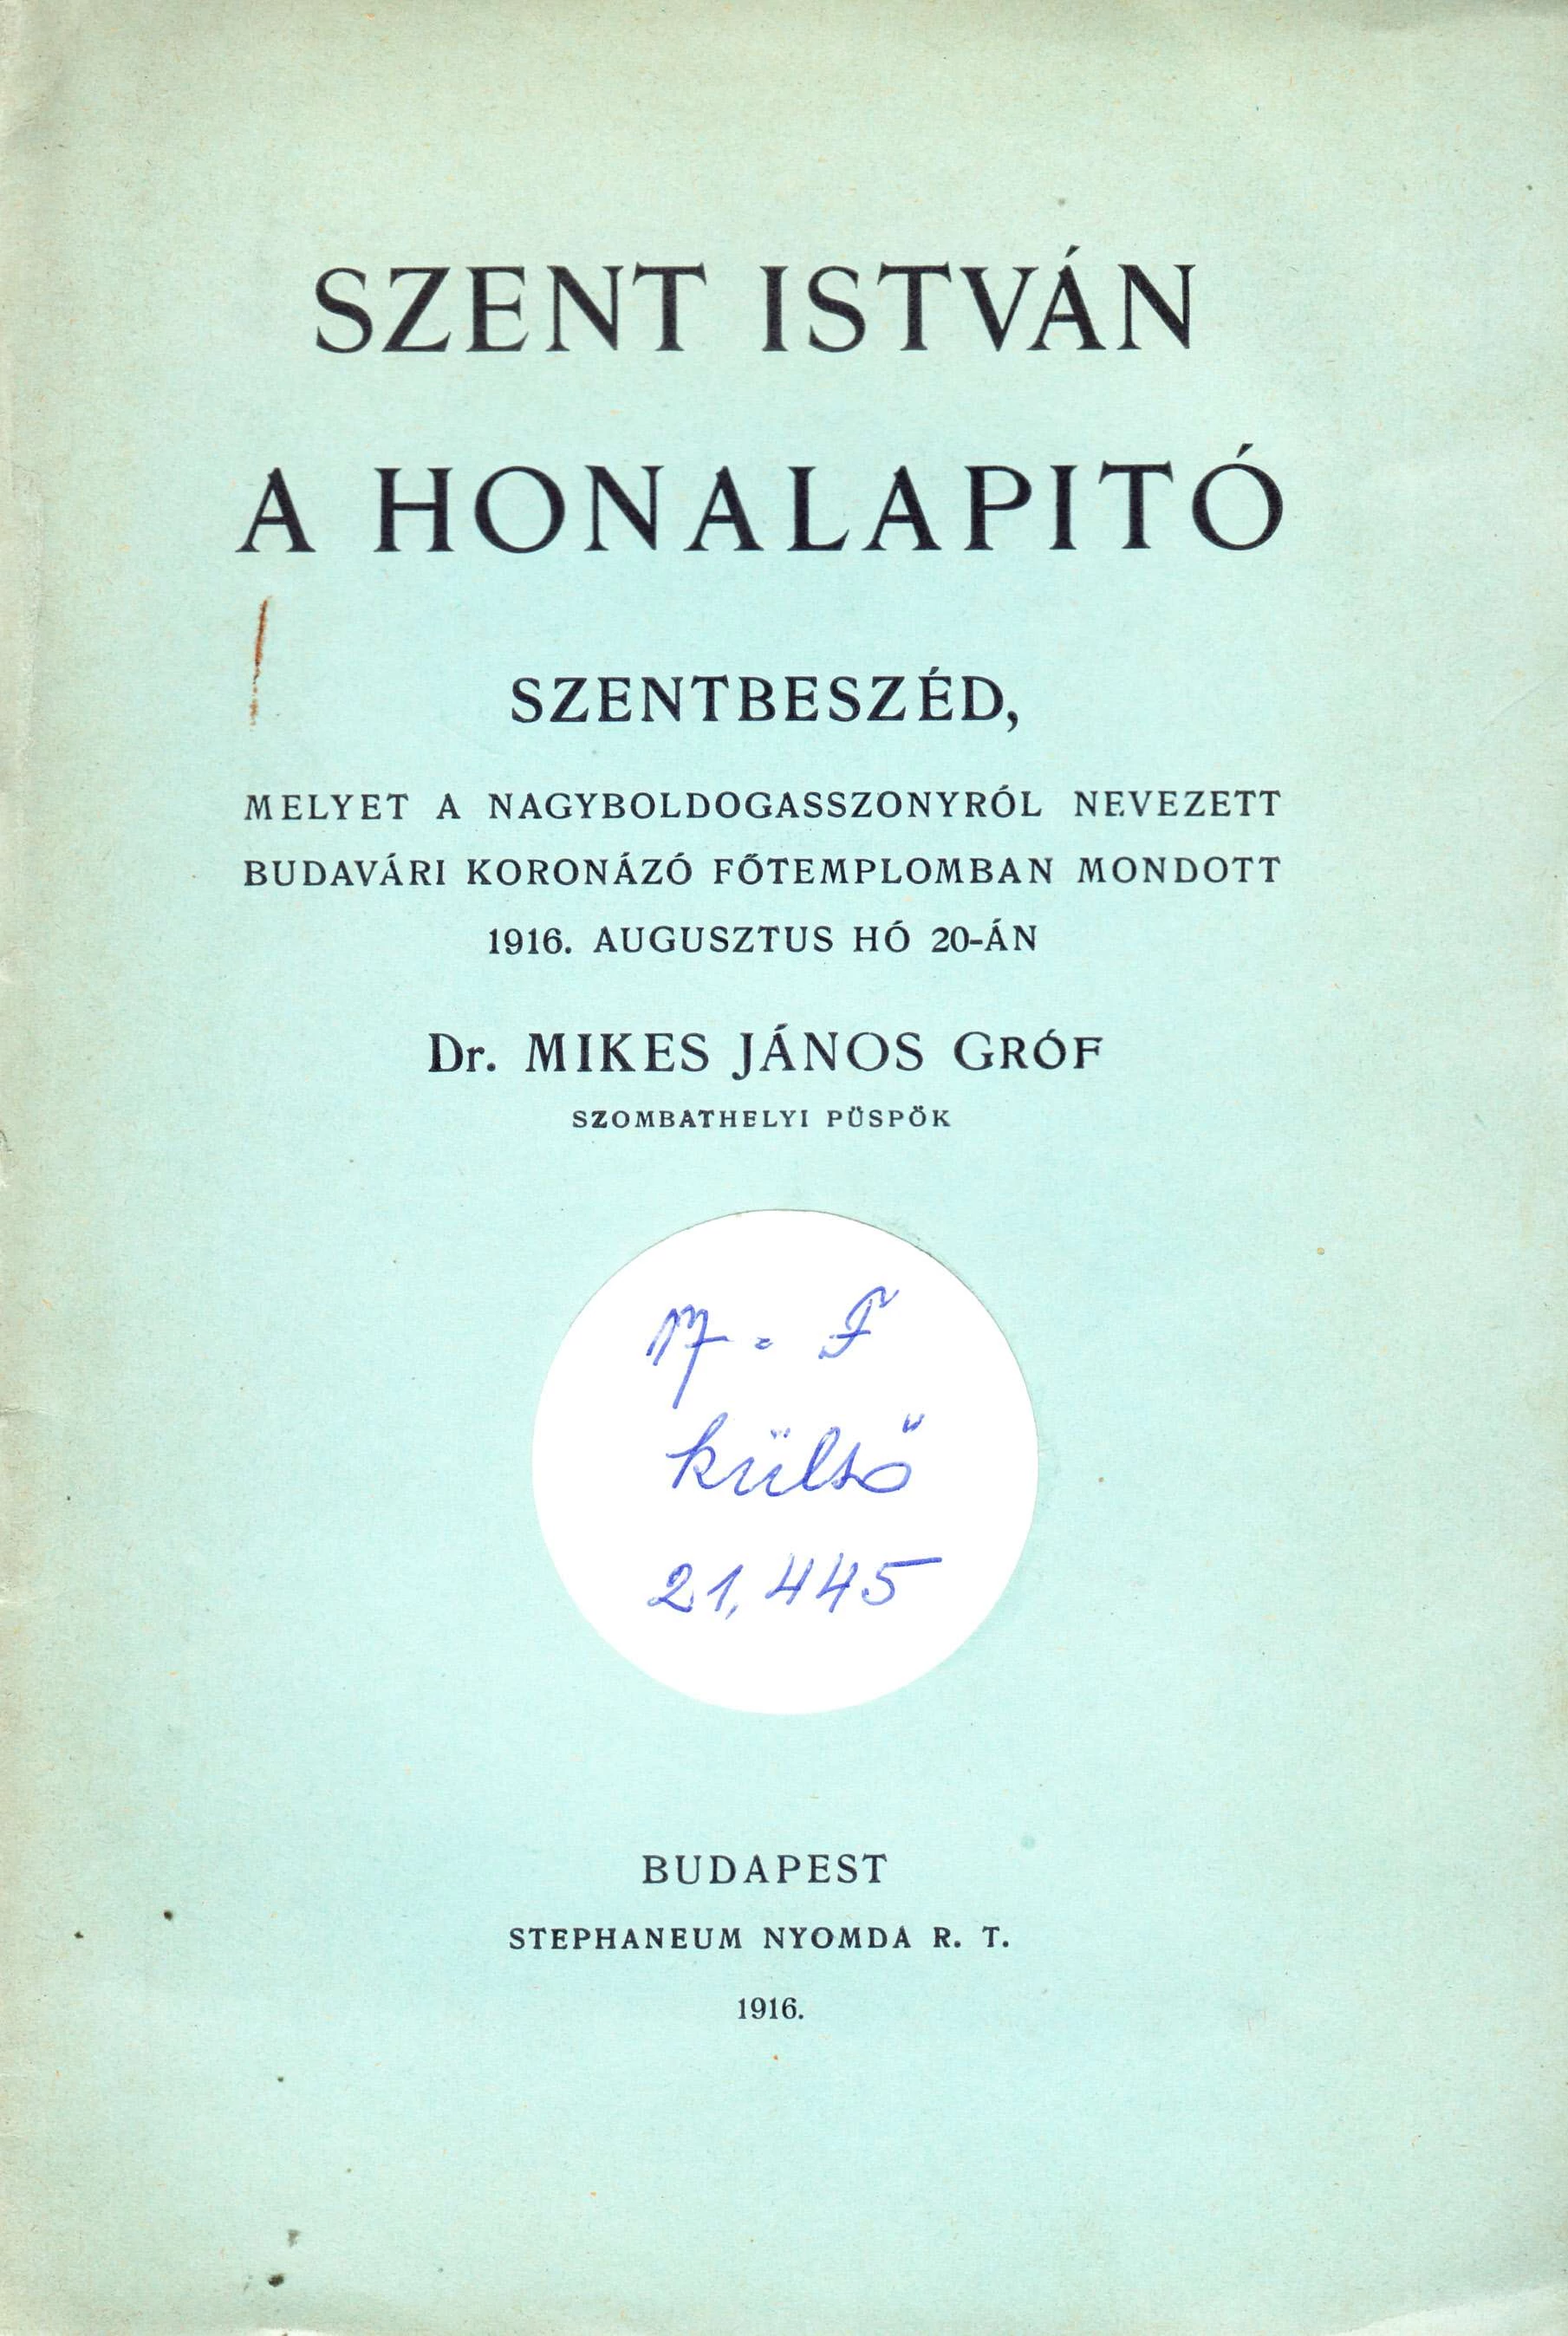 SZENT ISTVÁN
A HONALAPITÓ
SZENTBESZÉD,
MELYET A NAGYBOLDOGASSZONYRÓL NEVEZETT
BUDAVÁRI KORONÁZÓ FŐTEMPLOMBAN MONDOTT
1916. AUGUSZTUS HÓ 20-ÁN
Dr. MIKES JÁNOS GRÓF
SZOMBATHELYI PÜSPÖK
17. F
külső
21,445
BUDAPEST
STEPHANEUM NYOMDA R. T.
1916.